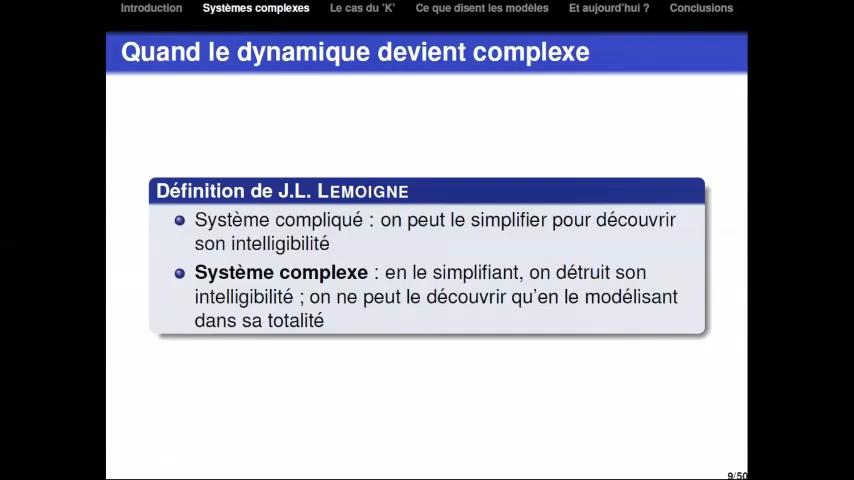 Introduction Systèmes complexes Le cas du 'K' Ce que disent les modèles Et aujourd'hui ? Conclusions
Quand le dynamique devient complexe
Définition de J.L. LEMOIGNE
Système compliqué : on peut le simplifier pour découvrir
son intelligibilité
Système complexe : en le simplifiant, on détruit son
intelligibilité ; on ne peut le découvrir qu'en le modélisant
dans sa totalité
9/50